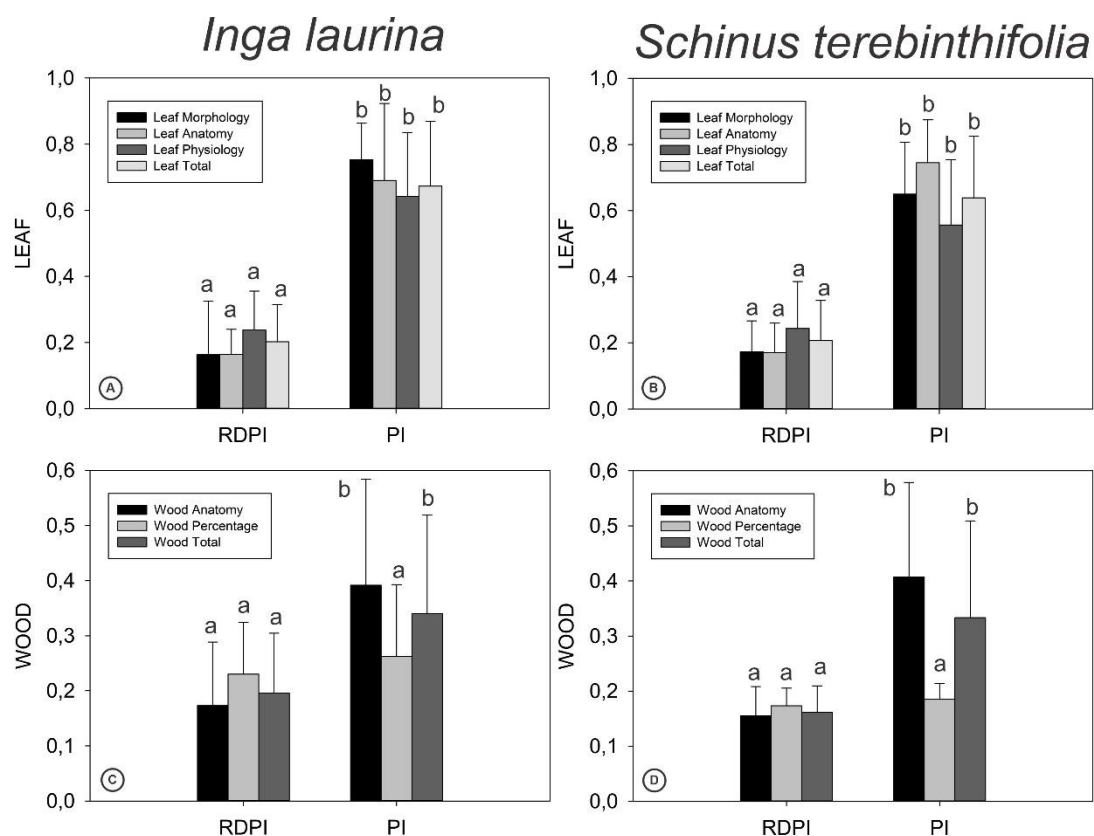 Inga laurina
Schinus terebinthifolia
1,0
Leaf Morphology
Leaf Anatomy
Leaf Physiology
Leaf Total
b b b b
0,8
0,6
LEAF
0,4
a a a a
0,2
A
0,0
RDPI PI
1,0
Leaf Morphology
Leaf Anatomy
Leaf Physiology
Leaf Total
b b b b
0,8
0,6
LEAF
0,4
a a a a
0,2
B
0,0
RDPI PI
0,6
Wood Anatomy
Wood Percentage
Wood Total
b a b
0,5
0,4
WOOD
0,3
a a a
0,2
0,1
C
0,0
RDPI PI
0,6
Wood Anatomy
Wood Percentage
Wood Total
b a b
0,5
0,4
WOOD
0,3
a a a
0,2
0,1
D
0,0
RDPI PI